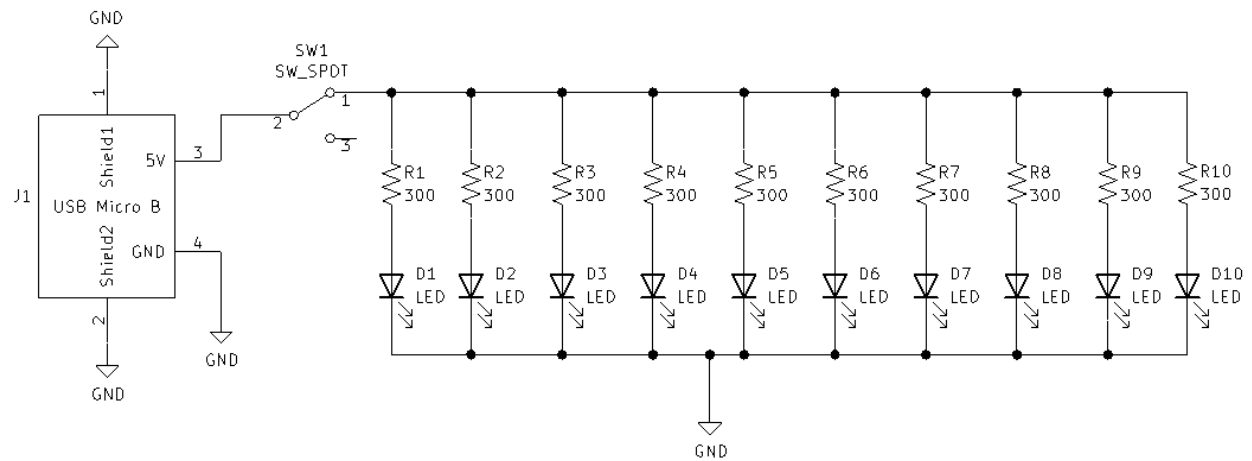 GND
1
J1
Shield1
5V
3
USB Micro B
Shield2
GND
4
2
GND
GND
SW1
SW_SPDT
1
2
3
R1
300
R2
300
R3
300
R4
300
R5
300
R6
300
R7
300
R8
300
R9
300
R10
300
D1
LED
D2
LED
D3
LED
D4
LED
D5
LED
D6
LED
D7
LED
D8
LED
D9
LED
D10
LED
GND